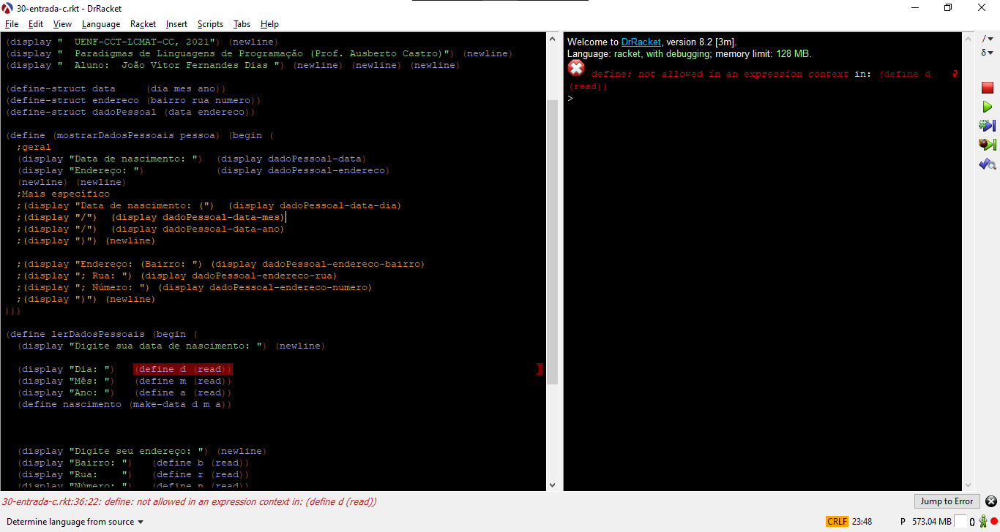 30-entrada-c.rkt - DrRacket
File Edit View Language Racket Insert Scripts Tabs Help
(display "  UENF-CCT-LCMAT-CC, 2021") (newline)
(display "  Paradigmas de Linguagens de Programação (Prof. Ausberto Castro)") (newline)
(display "  Aluno:  João Vítor Fernandes Dias ") (newline) (newline) (newline)
(define-struct data     (dia mes ano))
(define-struct endereco (bairro rua numero))
(define-struct dadoPessoal (data endereco))
(define (mostrarDadosPessoais pessoa) (begin (
;geral
(display "Data de nascimento: ")  (display dadoPessoal-data)
(display "Endereço: ")            (display dadoPessoal-endereco)
(newline) (newline)
;Mais específico
;(display "Data de nascimento: (")  (display dadoPessoal-data-dia)
;(display "/")  (display dadoPessoal-data-mes)
;(display "/")  (display dadoPessoal-data-ano)
;(display ")") (newline)
;(display "Endereço: (Bairro: ") (display dadoPessoal-endereco-bairro)
;(display "; Rua: ") (display dadoPessoal-endereco-rua)
;(display "; Número: ") (display dadoPessoal-endereco-numero)
;(display ")") (newline)
)))
(define lerDadosPessoais (begin (
(display "Digite sua data de nascimento: ") (newline)
(display "Dia: ")   (define d (read))
(display "Mês: ")   (define m (read))
(display "Ano: ")   (define a (read))
(define nascimento (make-data d m a))
(display "Digite seu endereço: ") (newline)
(display "Bairro: ")   (define b (read))
(display "Rua:    ")   (define r (read))
(display "Número: ")   (define n (read))
Welcome to DrRacket, version 8.2 [3m].
Language: racket, with debugging; memory limit: 128 MB.
define: not allowed in an expression context in: (define d
(read))
>
30-entrada-c.rkt:36:22: define: not allowed in an expression context in: (define d (read))
Jump to Error
Determine language from source
CRLF 23:48 P 573.04 MB ()